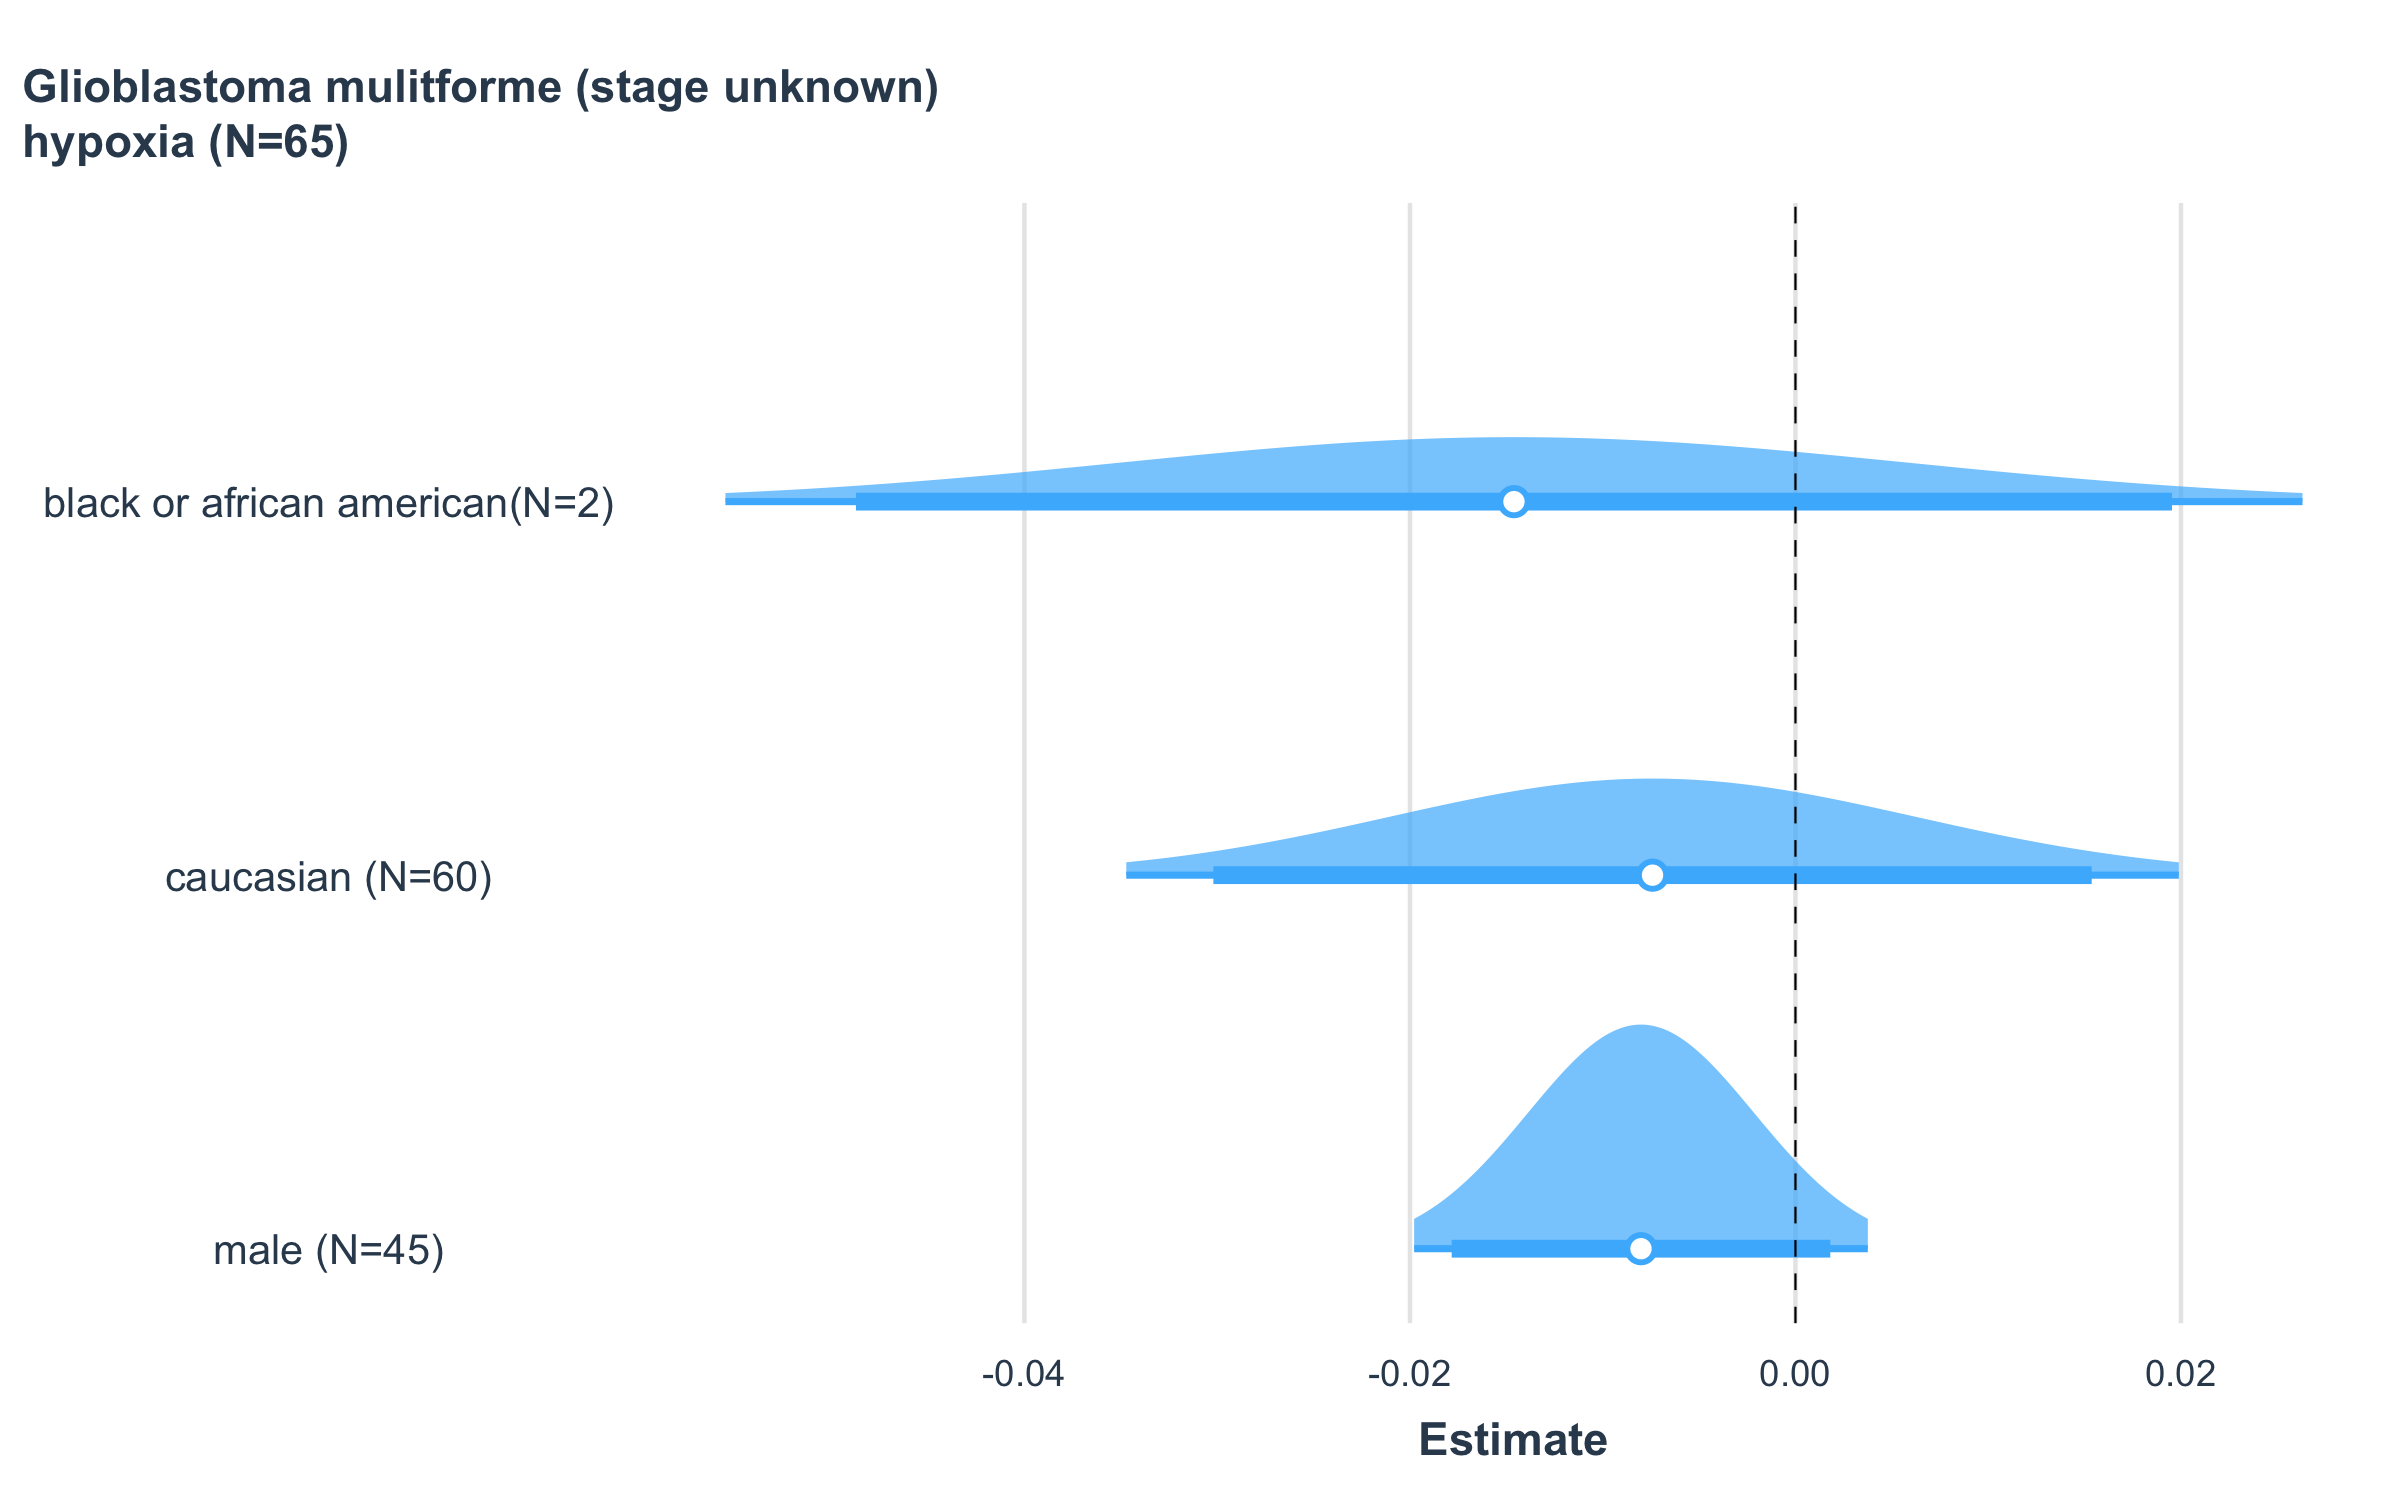 Glioblastoma mulitforme (stage unknown)
hypoxia (N=65)
black or african american(N=2)
caucasian (N=60)
male (N=45)
-0.04 -0.02 0.00 0.02
Estimate